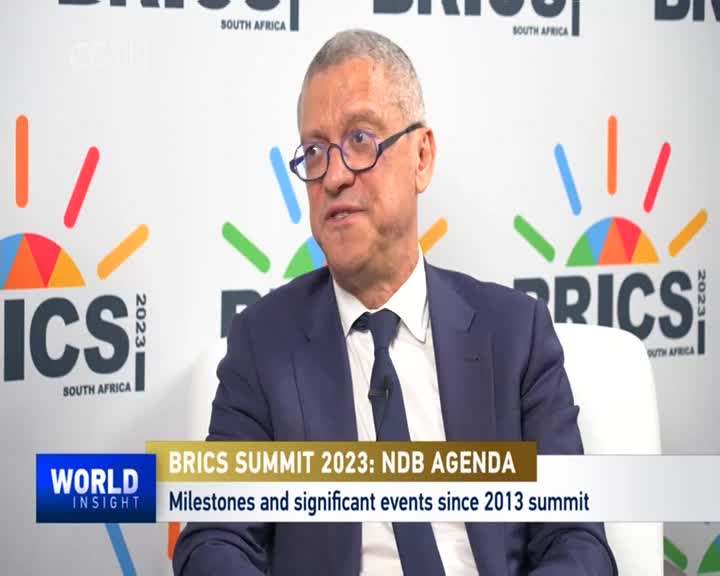 CGTN
BRICS
SOUTH AFRICA
BRICS
SOUTH AFRICA
BRICS
2023
SOUTH AFRICA
BRICS
2023
SOUTH AFRICA
BRICS SUMMIT 2023: NDB AGENDA
WORLD
INSIGHT
Milestones and significant events since 2013 summit